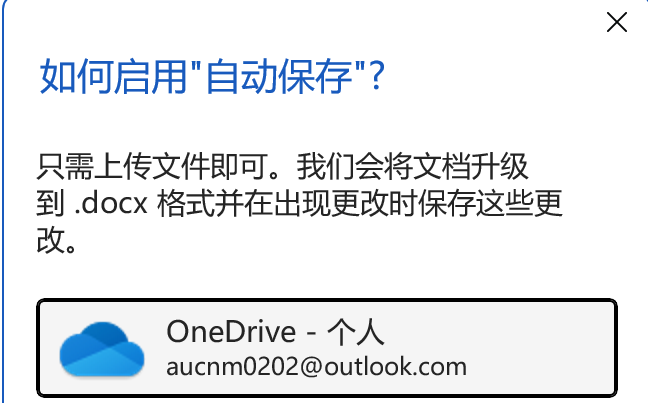 如何启用"自动保存"?
只需上传文件即可。我们会将文档升级
到 .docx 格式并在出现更改时保存这些更
改。
OneDrive - 个人
aucnm0202@outlook.com